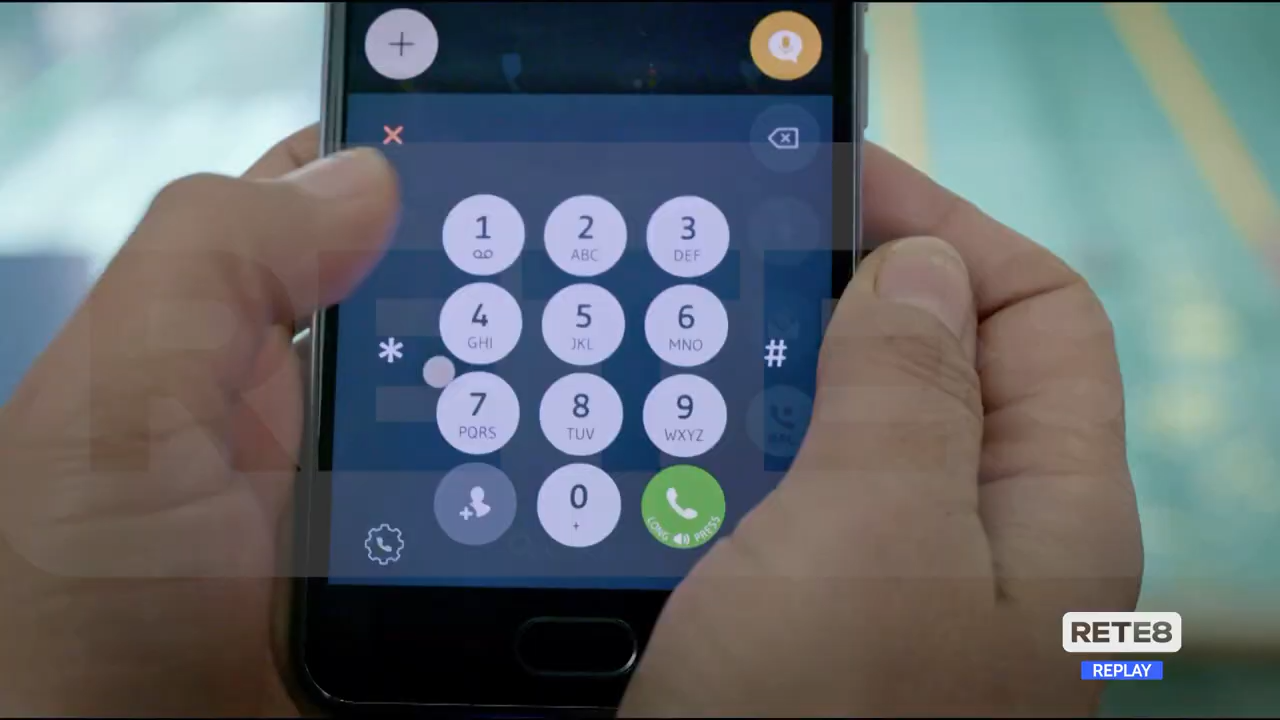 1
2 ABC
3 DEF
4 GHI
5 JKL
6 MNO
*
#
7 PQRS
8 TUV
9 WXYZ
0
+
LONG PRESS
RETE8
REPLAY